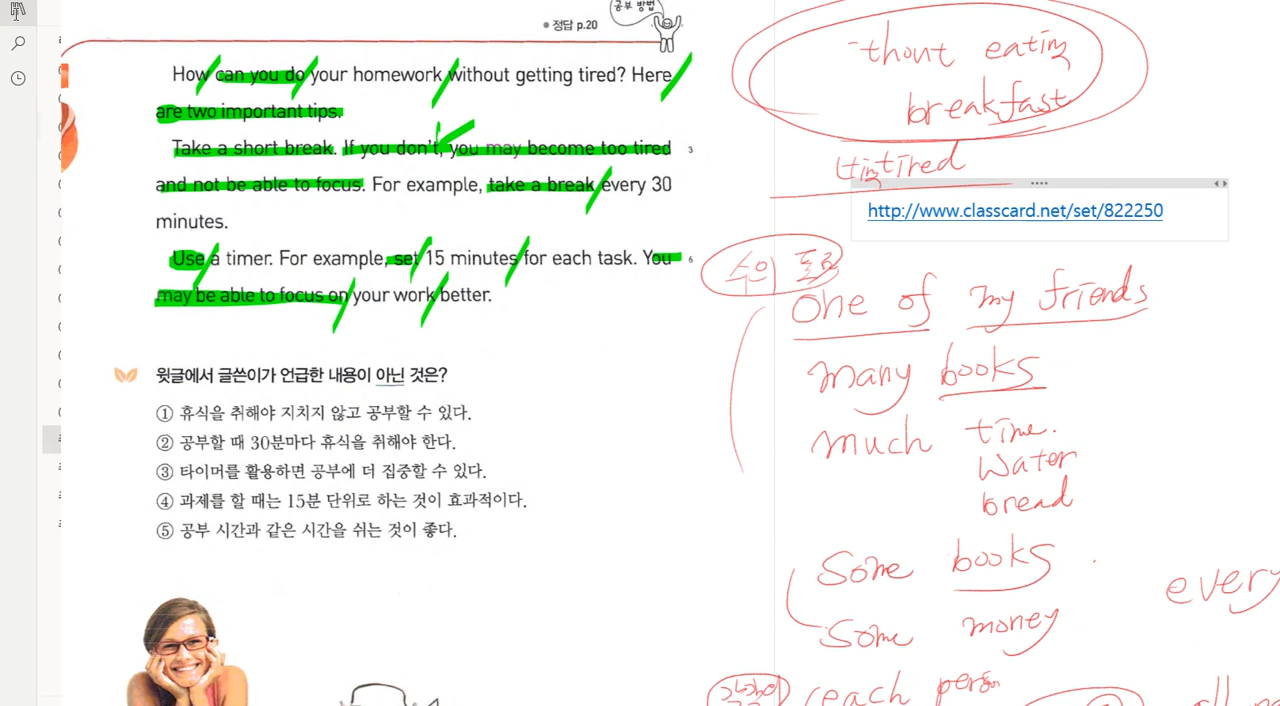 공부 방법
정답 p.20
How can you do your homework without getting tired? Here
are two important tips.
Take a short break. If you don't, you may become too tired
3
and not be able to focus. For example, take a break every 30
minutes.
Use a timer. For example, set 15 minutes for each task. You
6
may be able to focus on your work better.
윗글에서 글쓴이가 언급한 내용이 아닌 것은?
① 휴식을 취해야 지치지 않고 공부할 수 있다.
② 공부할 때 30분마다 휴식을 취해야 한다.
③ 타이머를 활용하면 공부에 더 집중할 수 있다.
④ 과제를 할 때는 15분 단위로 하는 것이 효과적이다.
⑤ 공부 시간과 같은 시간을 쉬는 것이 좋다.
thout eating
breakfast
tired
http://www.classcard.net/set/822250
one of my friends
many books
much time.
water
bread
some books
some money
every
each person